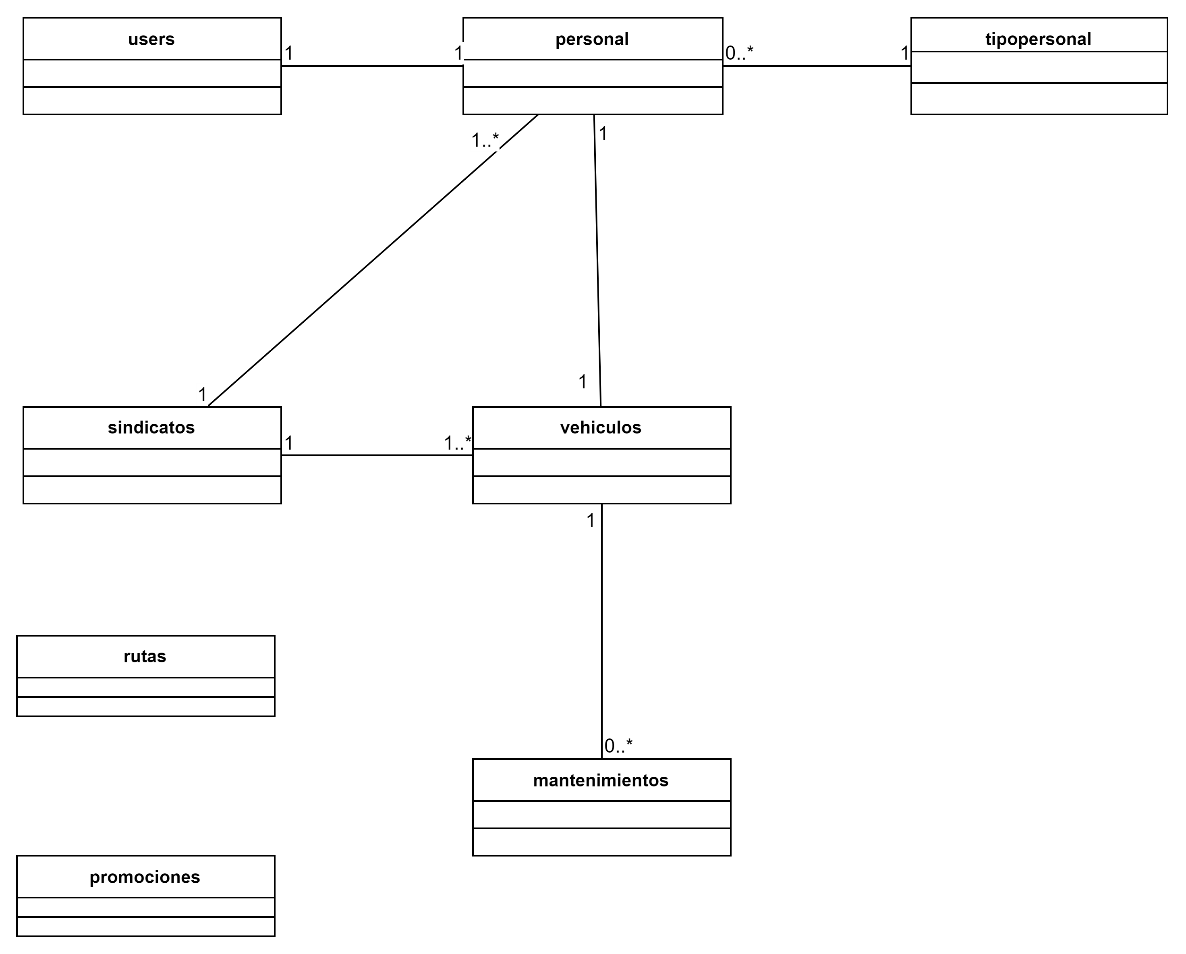 users
personal
tipopersonal
1
1
0..*
1
1..*
1
1
1
sindicatos
vehiculos
1
1..*
1
rutas
0..*
mantenimientos
promociones